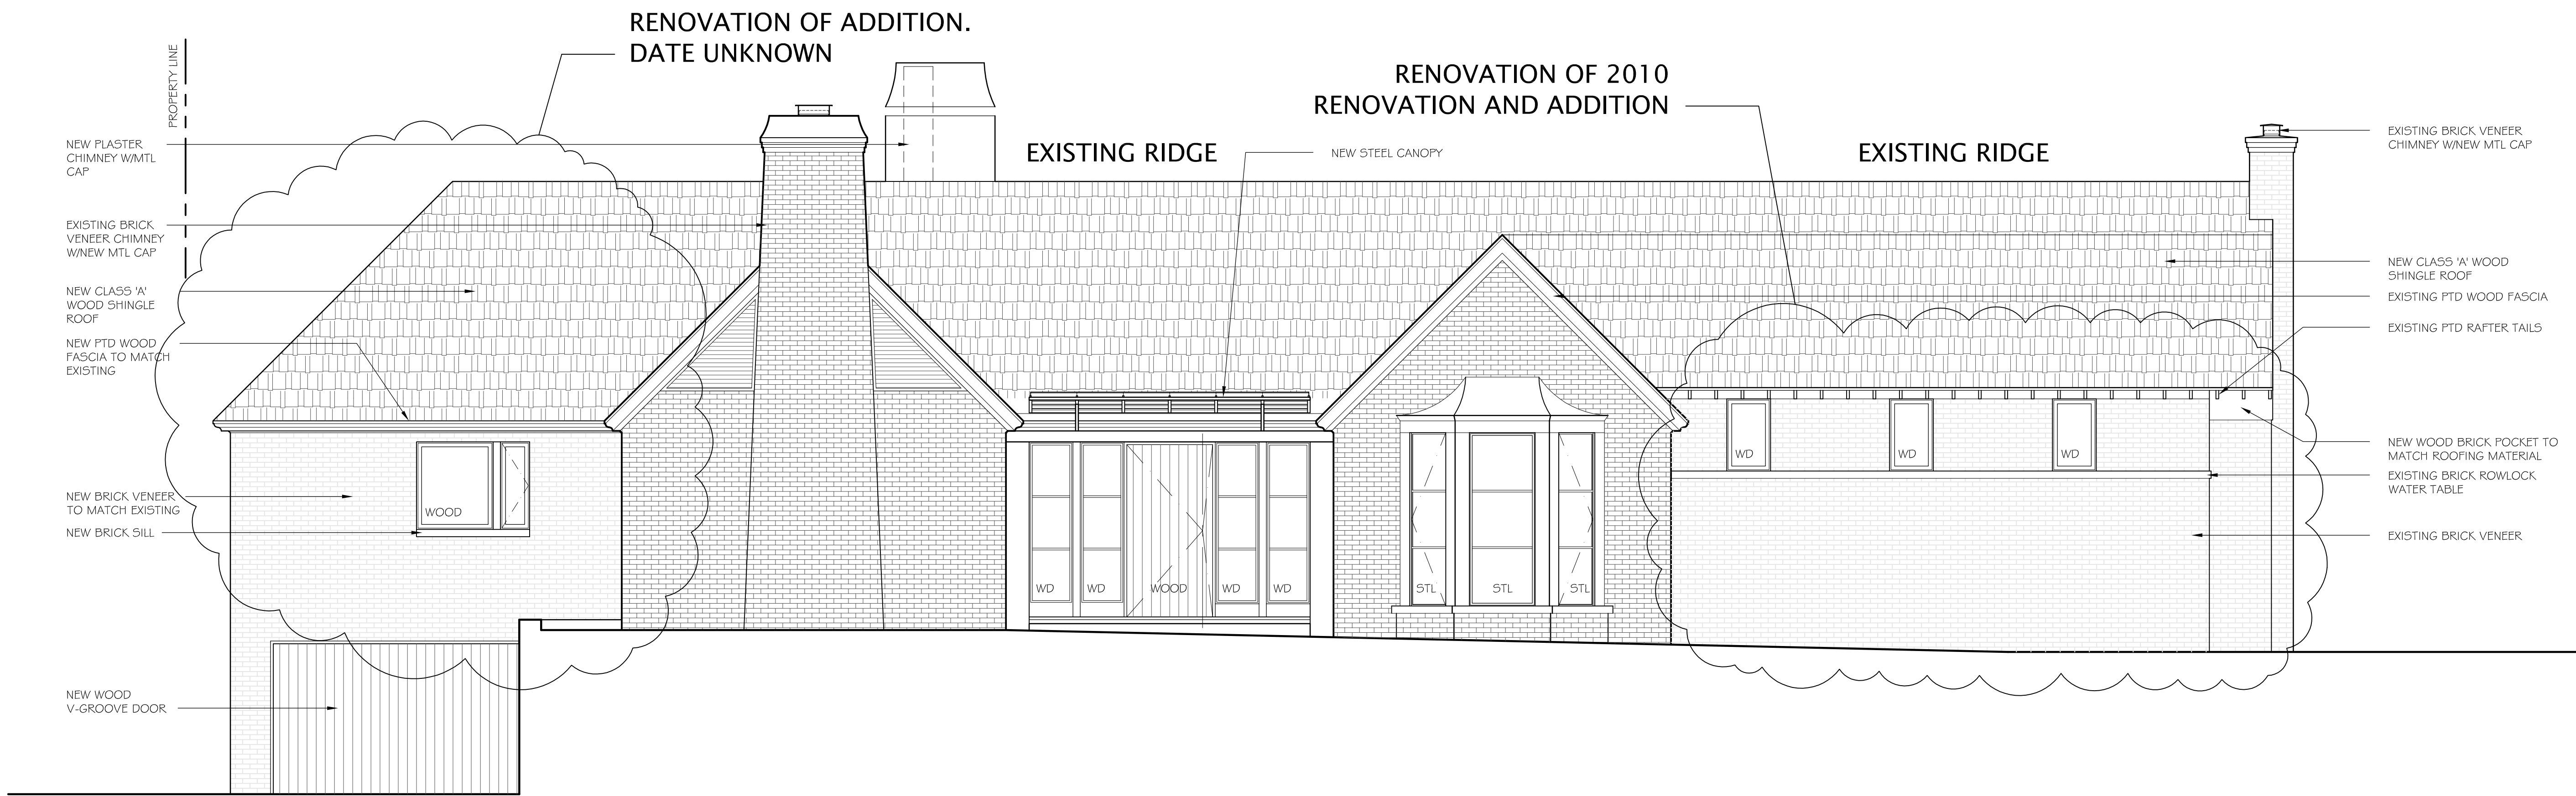 RENOVATION OF ADDITION.
DATE UNKNOWN
PROPERTY LINE
RENOVATION OF 2010
RENOVATION AND ADDITION
EXISTING RIDGE
NEW STEEL CANOPY
EXISTING RIDGE
NEW PLASTER
CHIMNEY W/MTL
CAP
EXISTING BRICK
VENEER CHIMNEY
W/NEW MTL CAP
NEW CLASS 'A'
WOOD SHINGLE
ROOF
NEW PTD WOOD
FASCIA TO MATCH
EXISTING
NEW BRICK VENEER
TO MATCH EXISTING
NEW BRICK SILL
NEW WOOD
V-GROOVE DOOR
WOOD
WD
WD
WOOD
WD
WD
STL
STL
STL
WD
WD
WD
EXISTING BRICK VENEER
CHIMNEY W/NEW MTL CAP
NEW CLASS 'A' WOOD
SHINGLE ROOF
EXISTING PTD WOOD FASCIA
EXISTING PTD RAFTER TAILS
NEW WOOD BRICK POCKET TO
MATCH ROOFING MATERIAL
EXISTING BRICK ROWLOCK
WATER TABLE
EXISTING BRICK VENEER